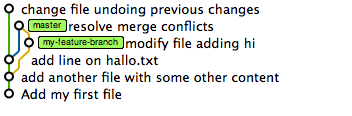 change file undoing previous changes
master resolve merge conflicts
my-feature-branch modify file adding hi
add line on hallo.txt
add another file with some other content
Add my first file